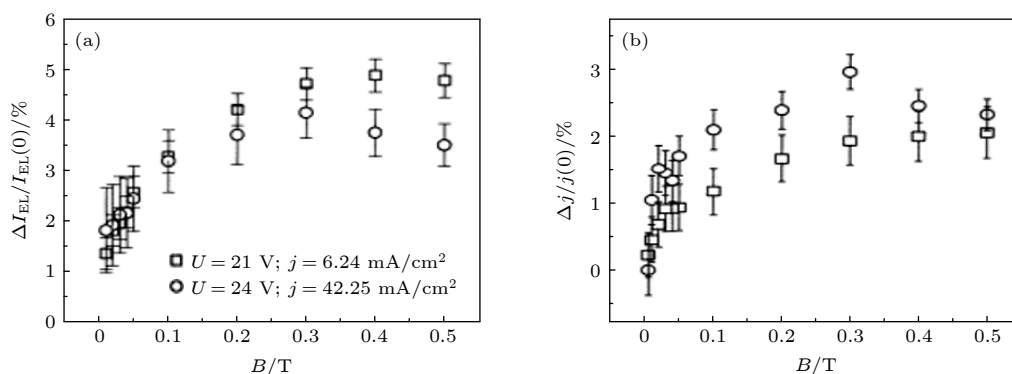 (a)
6
5
4
3
2
1
0
ΔI_EL/I_EL(0)/%
U = 21 V; j = 6.24 mA/cm²
U = 24 V; j = 42.25 mA/cm²
0 0.1 0.2 0.3 0.4 0.5
B/T
(b)
3
2
1
0
Δj/j(0)/%
0 0.1 0.2 0.3 0.4 0.5
B/T